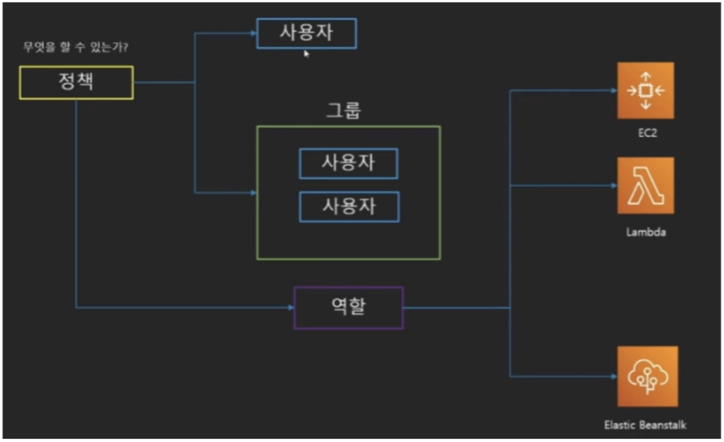 무엇을 할 수 있는가?
정책
사용자
그룹
사용자
사용자
역할
EC2
Lambda
Elastic Beanstalk